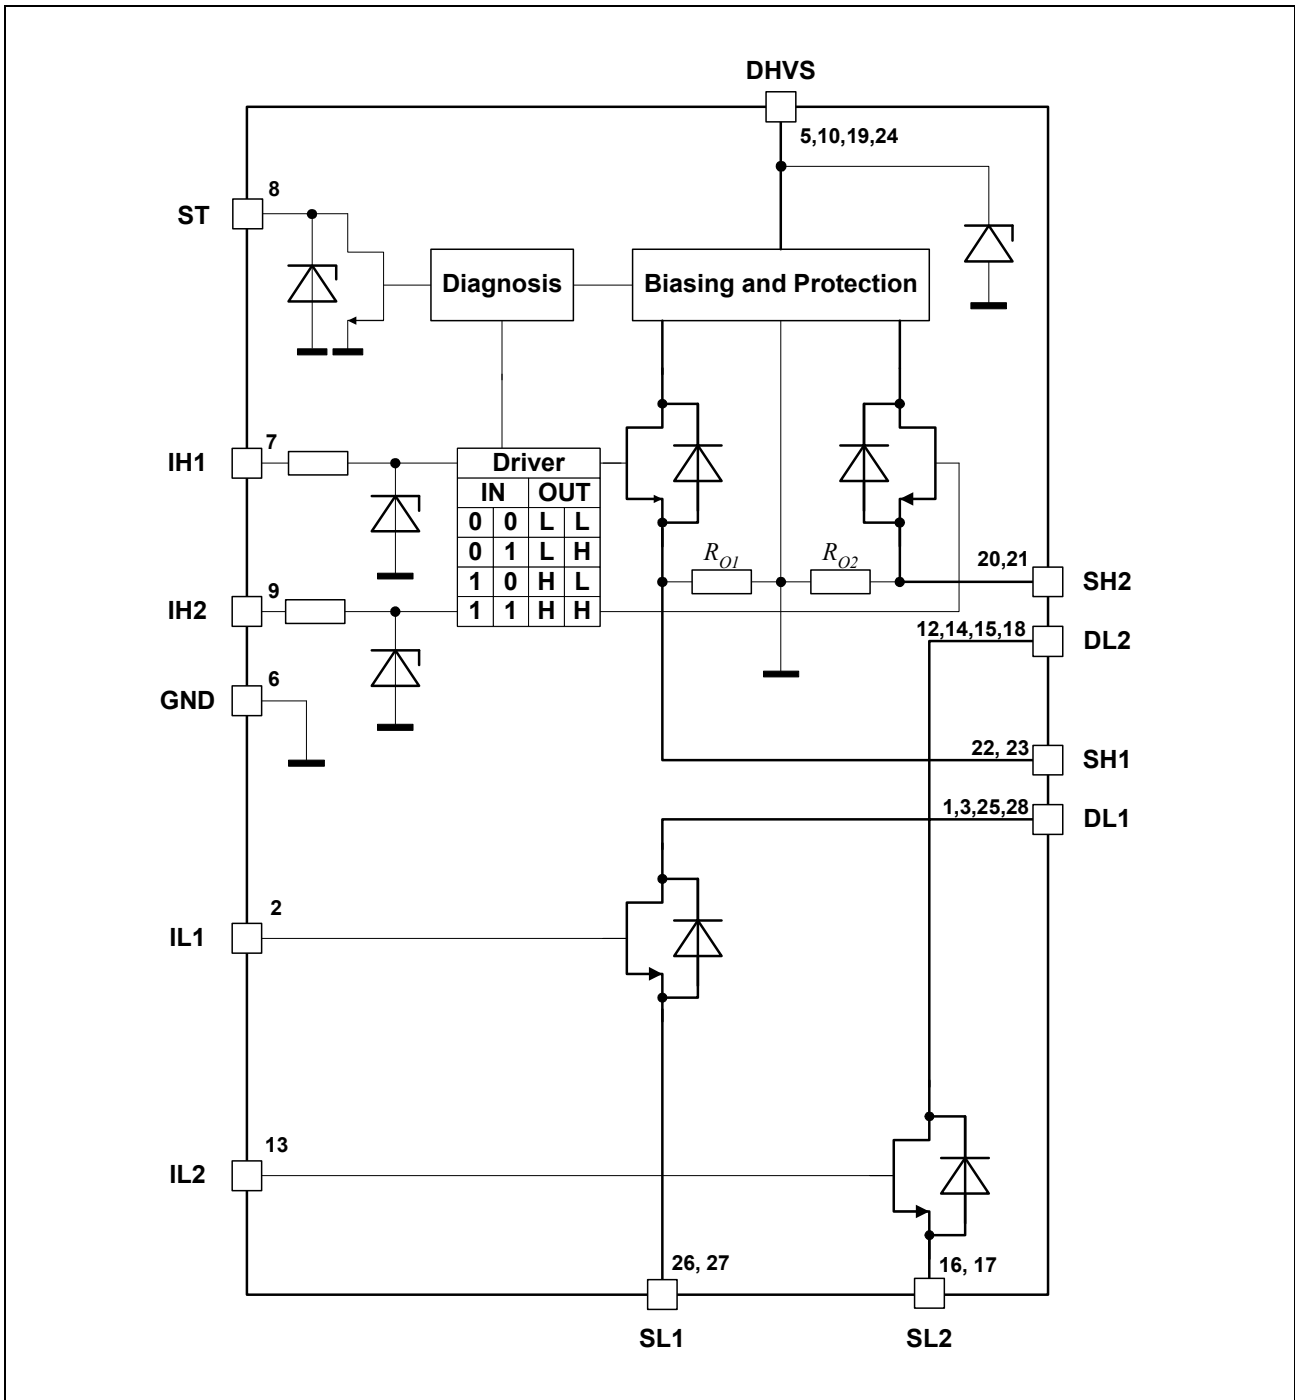 DHVS
5,10,19,24
8
ST
Diagnosis
Biasing and Protection
7
IH1
Driver
IN OUT
0 0 L L
0 1 L H
1 0 H L
1 1 H H
RO1
RO2
20,21
SH2
9
IH2
12,14,15,18
DL2
6
GND
22, 23
SH1
1,3,25,28
DL1
2
IL1
13
IL2
26, 27
16, 17
SL1
SL2